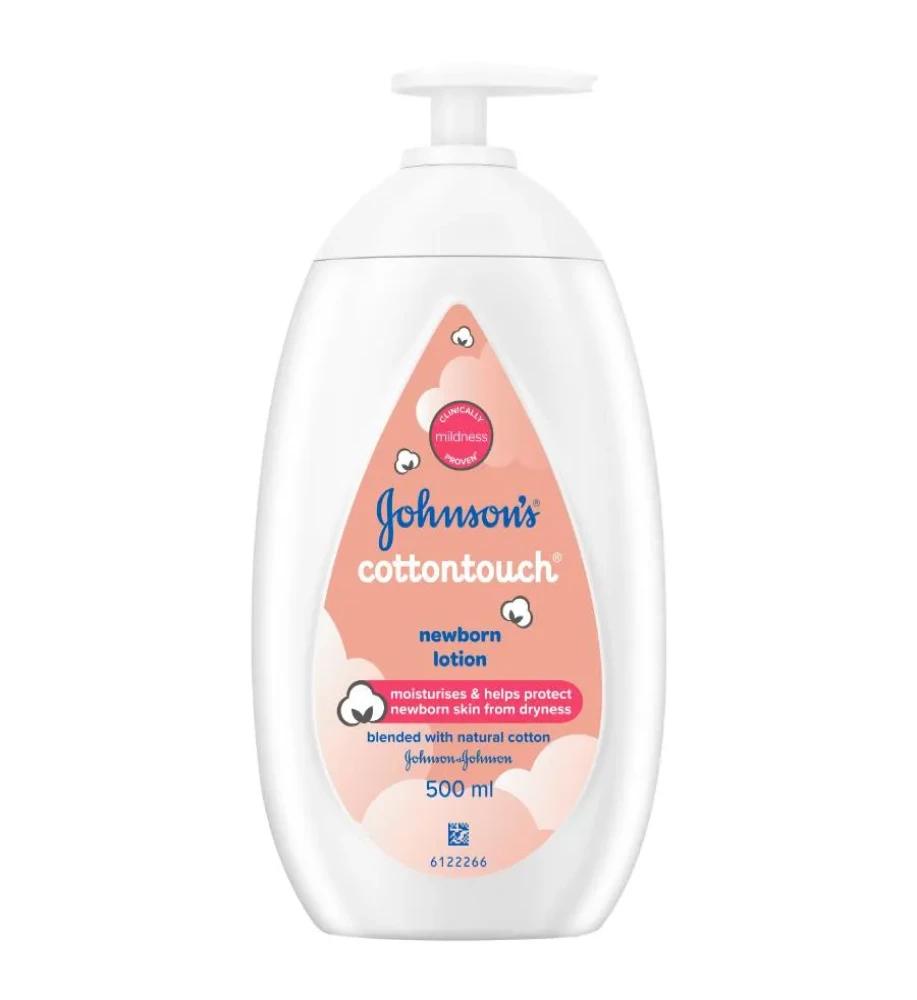 CLINICALLY
mildness
PROVEN
Johnson's®
cottontouch®
newborn
lotion
moisturises & helps protect
newborn skin from dryness
blended with natural cotton
Johnson & Johnson
500 ml
6122266